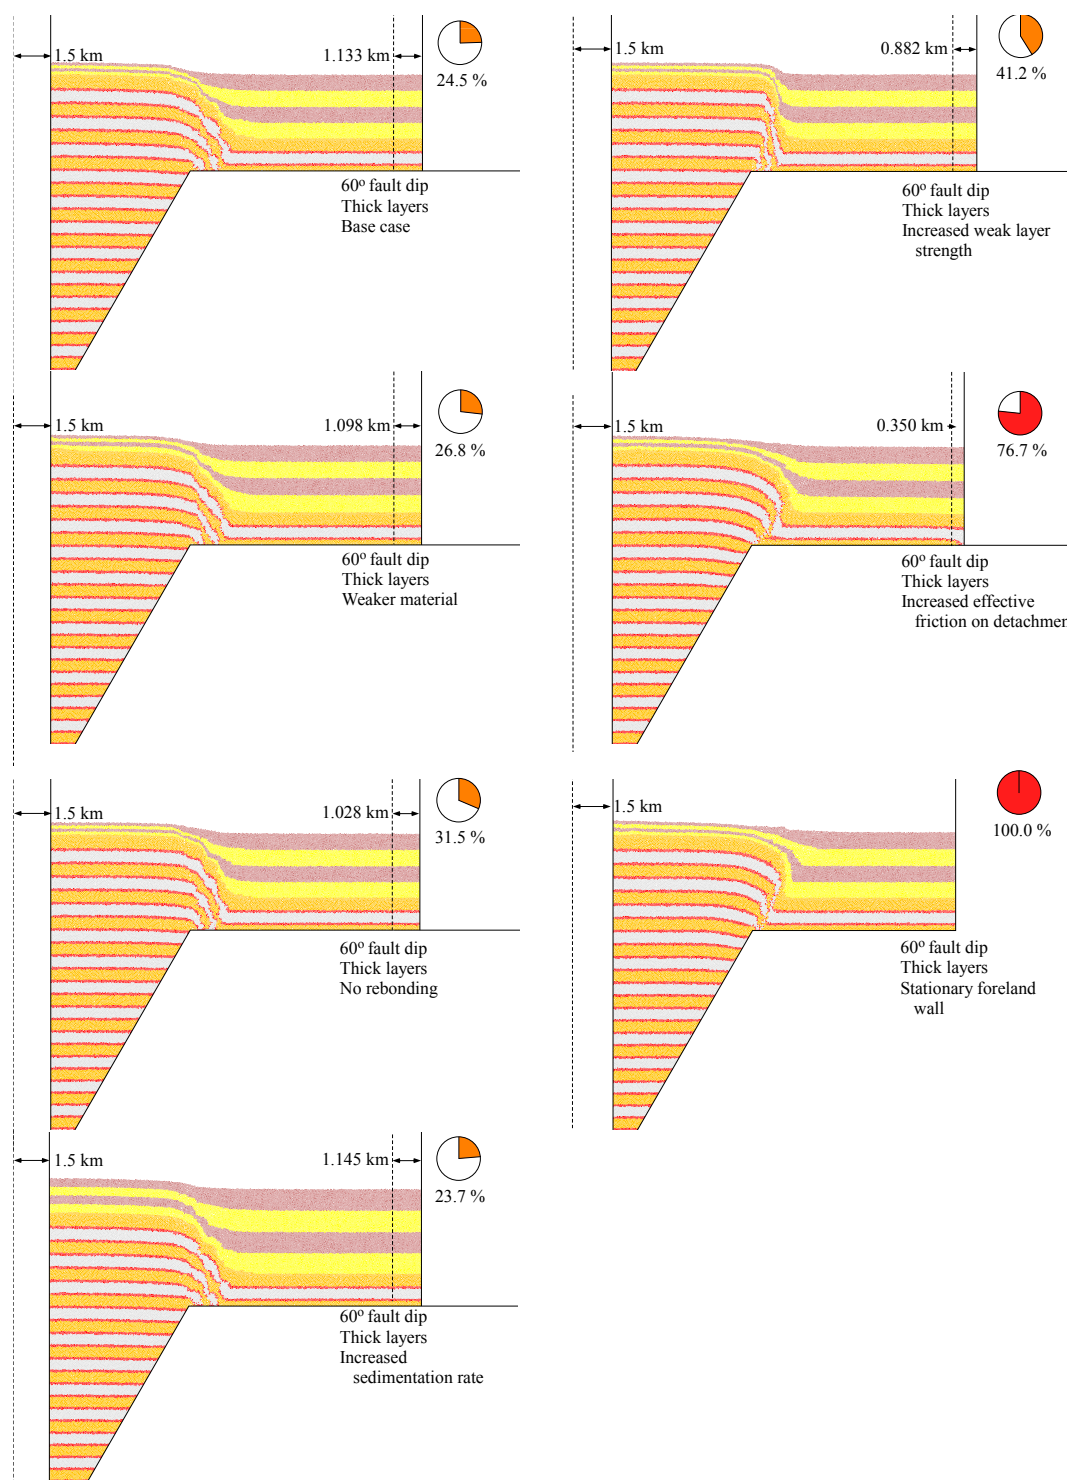 1.5 km
1.133 km
24.5 %
60º fault dip
Thick layers
Base case
1.5 km
0.882 km
41.2 %
60º fault dip
Thick layers
Increased weak layer
strength
1.5 km
1.098 km
26.8 %
60º fault dip
Thick layers
Weaker material
1.5 km
0.350 km
76.7 %
60º fault dip
Thick layers
Increased effective
friction on detachmen
1.5 km
1.028 km
31.5 %
60º fault dip
Thick layers
No rebonding
1.5 km
100.0 %
60º fault dip
Thick layers
Stationary foreland
wall
1.5 km
1.145 km
23.7 %
60º fault dip
Thick layers
Increased
sedimentation rate